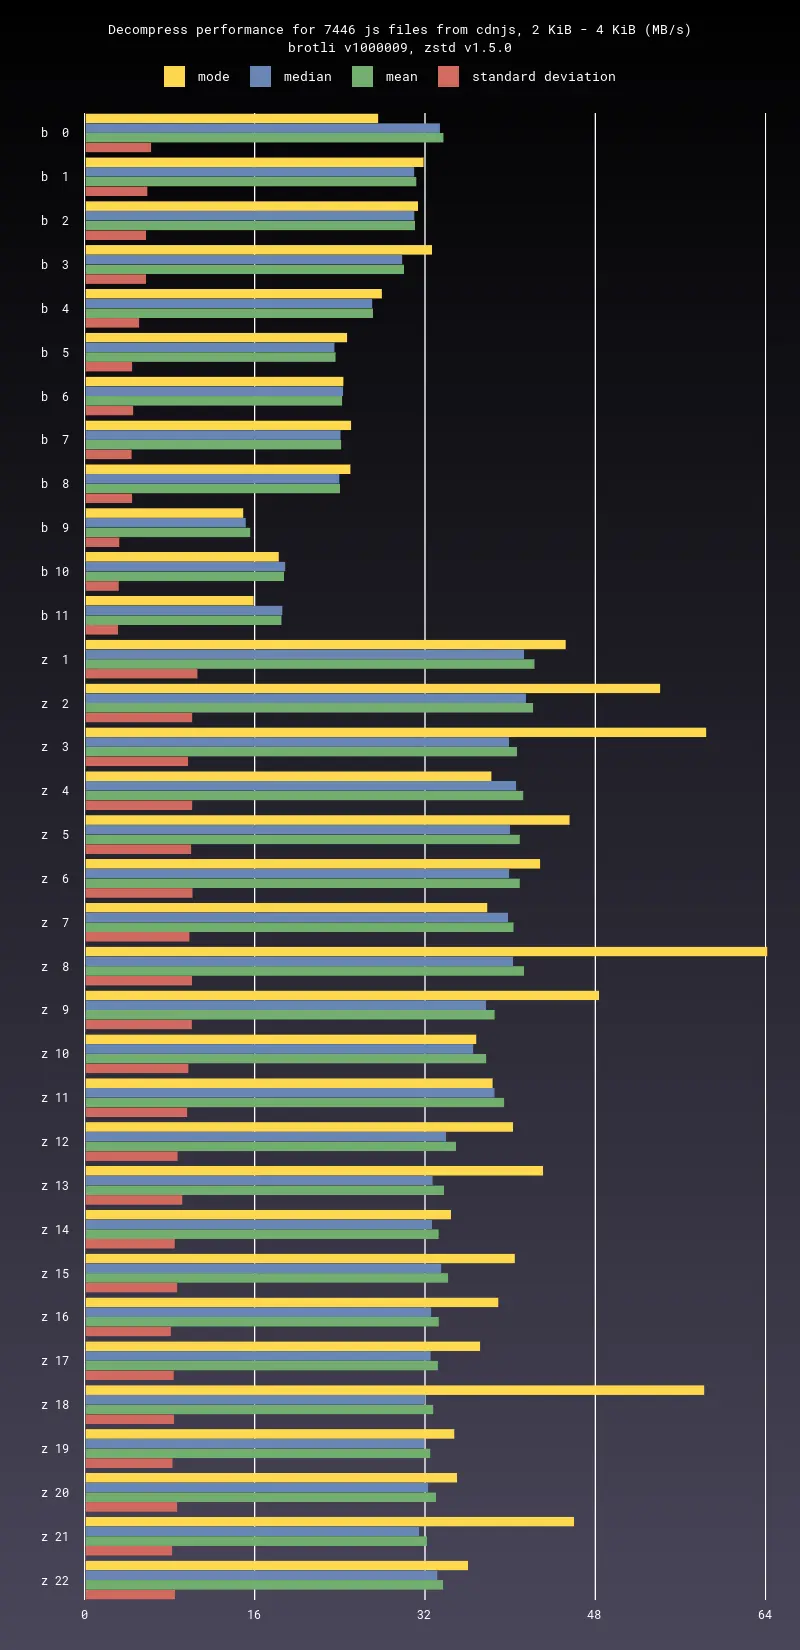 Decompress performance for 7446 js files from cdnjs, 2 KiB - 4 KiB (MB/s)
brotli v1000009, zstd v1.5.0
mode median mean standard deviation
b 0
b 1
b 2
b 3
b 4
b 5
b 6
b 7
b 8
b 9
b 10
b 11
z 1
z 2
z 3
z 4
z 5
z 6
z 7
z 8
z 9
z 10
z 11
z 12
z 13
z 14
z 15
z 16
z 17
z 18
z 19
z 20
z 21
z 22
0 16 32 48 64